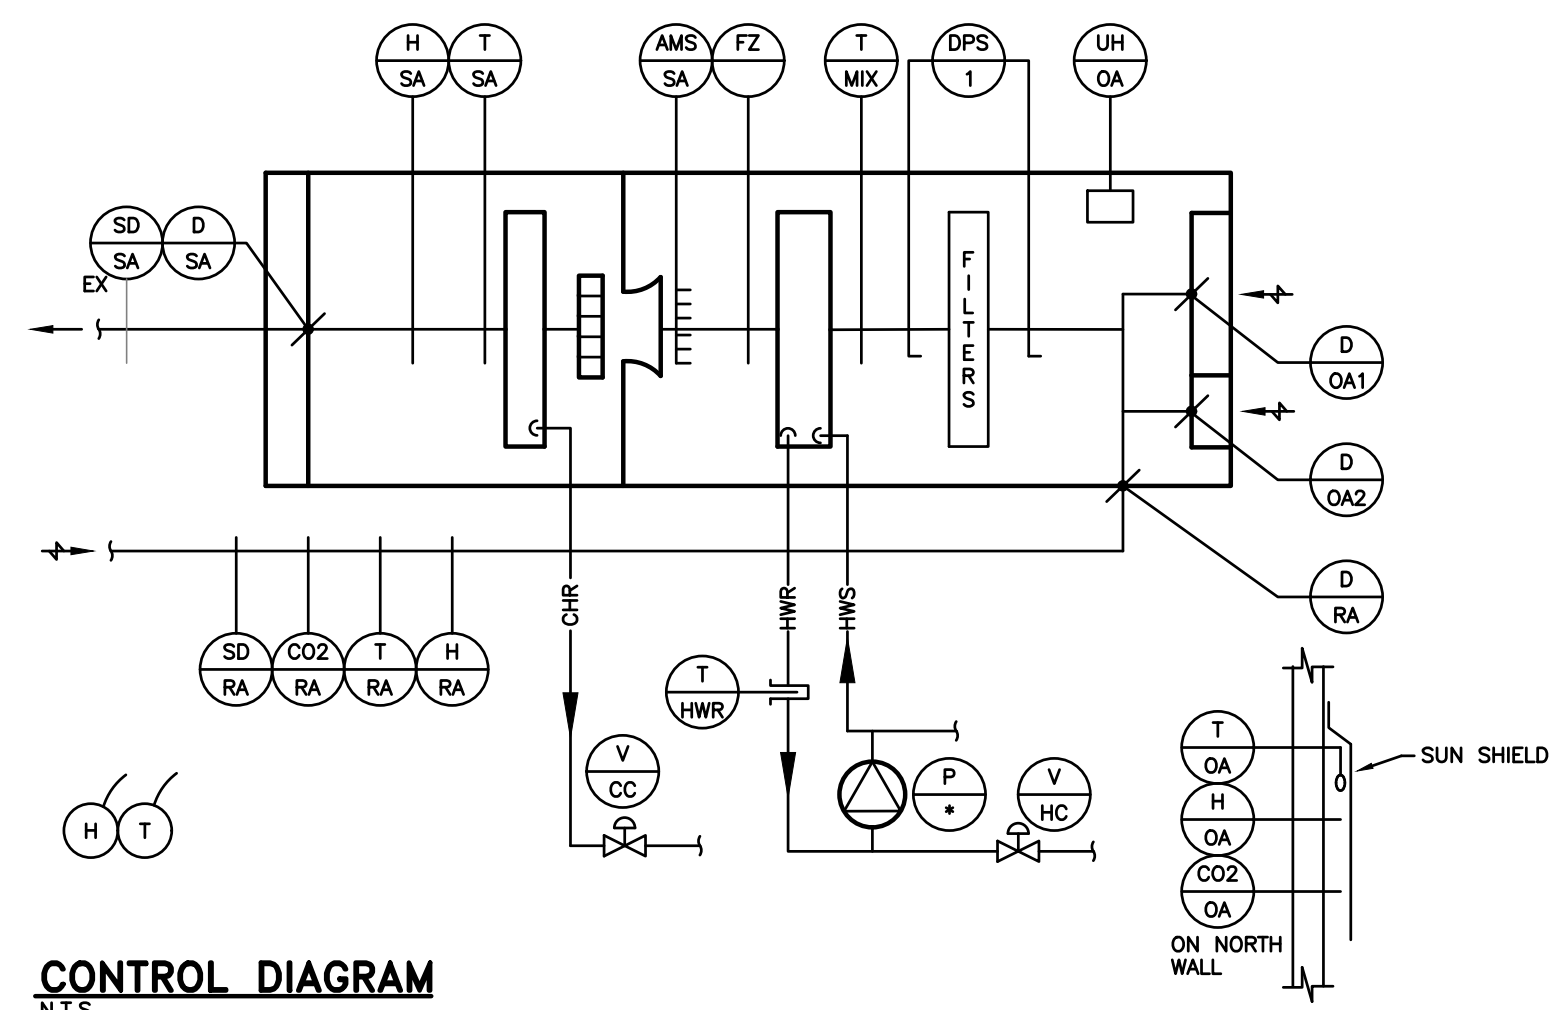 H T
SA SA
AMS FZ
SA
T
MIX
DPS
1
UH
OA
SD D
SA SA
EX
FILTERS
D
OA1
D
OA2
D
RA
SD CO2 T H
RA RA RA RA
CHR
HWR
HWS
T
HWR
V
CC
P
*
V
HC
H T
T
OA
H
OA
CO2
OA
SUN SHIELD
ON NORTH
WALL
CONTROL DIAGRAM
N.T.S.